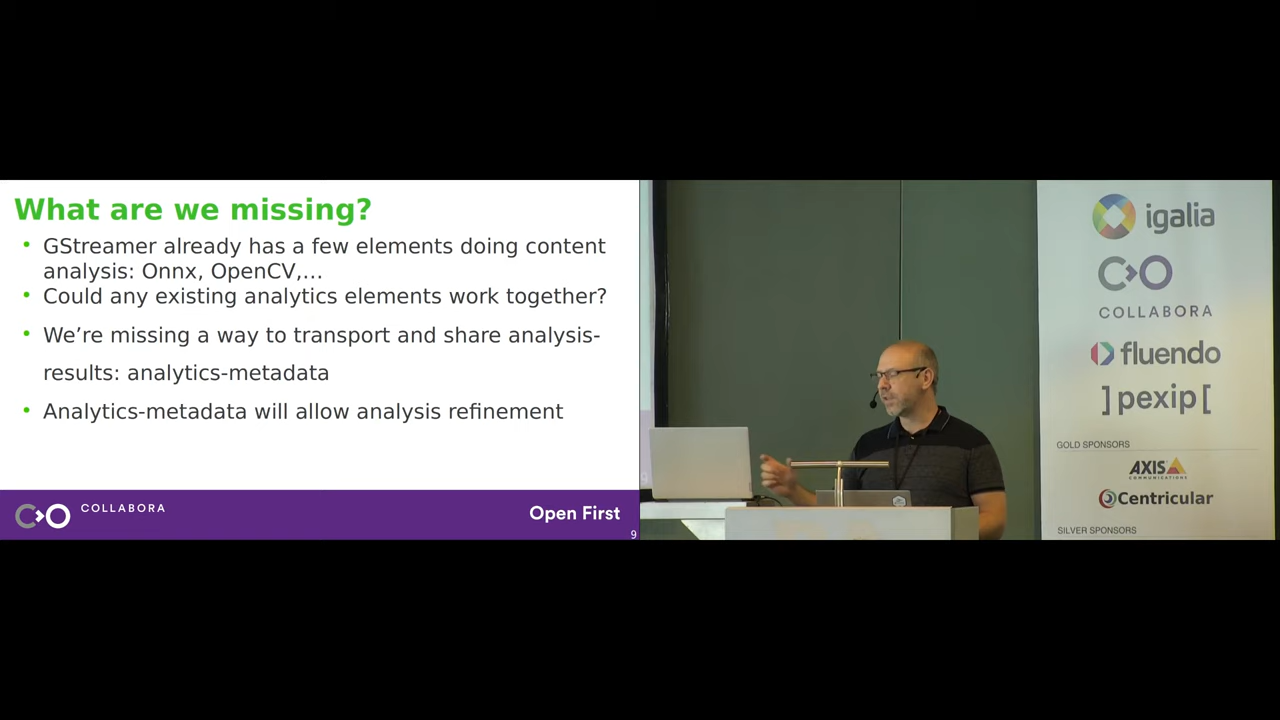 What are we missing?
• GStreamer already has a few elements doing content
analysis: Onnx, OpenCV,...
• Could any existing analytics elements work together?
• We’re missing a way to transport and share analysis-
results: analytics-metadata
• Analytics-metadata will allow analysis refinement
COLLABORA
Open First
9
igalia
COLLABORA
fluendo
]pexip[
GOLD SPONSORS
AXIS
COMMUNICATIONS
Centricular
SILVER SPONSORS